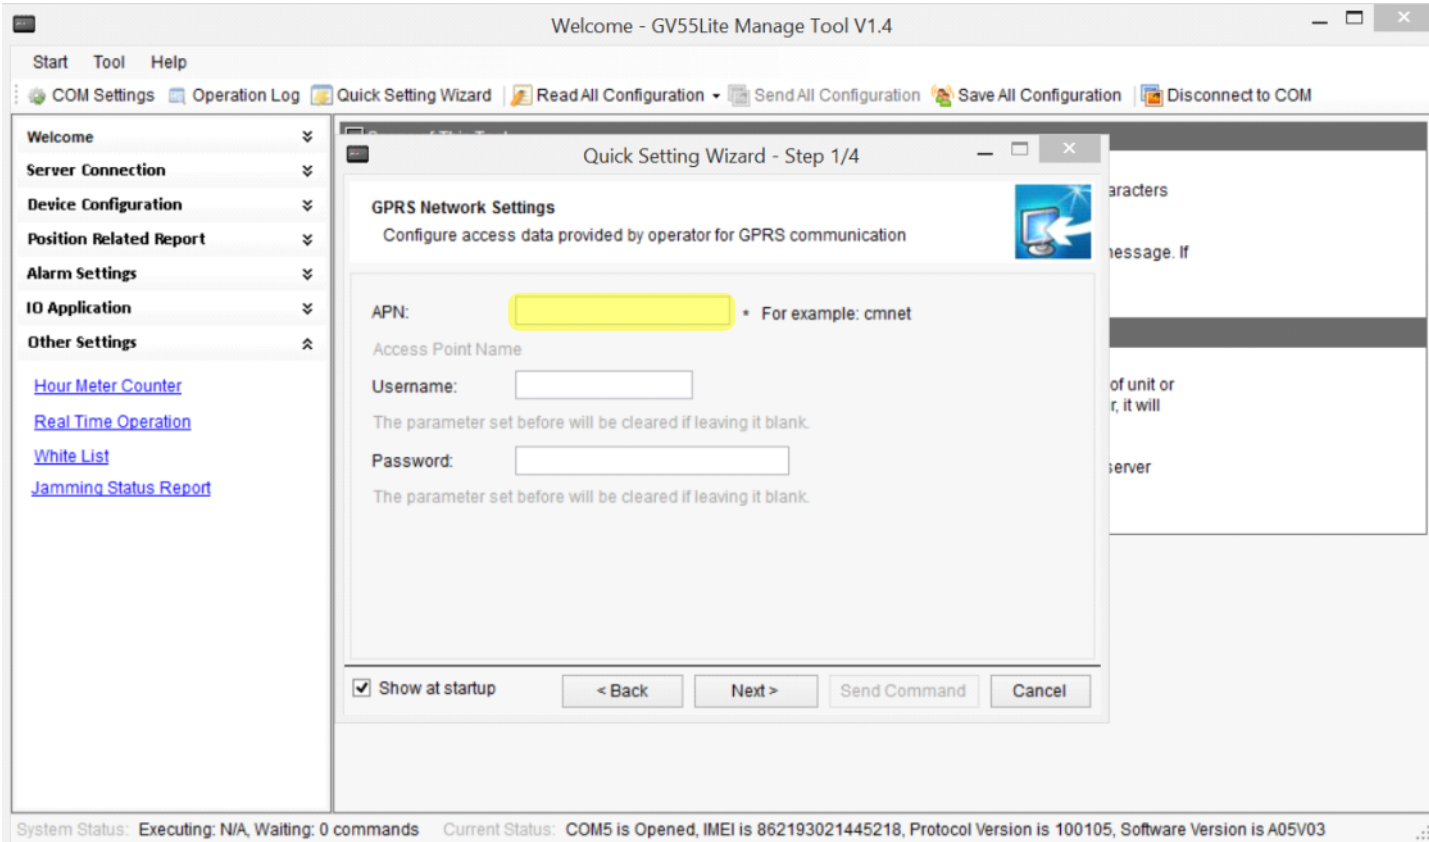 Welcome - GV55Lite Manage Tool V1.4
Start Tool Help
COM Settings Operation Log Quick Setting Wizard Read All Configuration Send All Configuration Save All Configuration Disconnect to COM
Welcome
Server Connection
Device Configuration
Position Related Report
Alarm Settings
IO Application
Other Settings
Hour Meter Counter
Real Time Operation
White List
Jamming Status Report
Quick Setting Wizard - Step 1/4
GPRS Network Settings
Configure access data provided by operator for GPRS communication
APN: * For example: cmnet
Access Point Name
Username:
The parameter set before will be cleared if leaving it blank.
Password:
The parameter set before will be cleared if leaving it blank.
Show at startup < Back Next > Send Command Cancel
aracters
essage. If
of unit or
r, it will
server
System Status: Executing: N/A, Waiting: 0 commands Current Status: COM5 is Opened, IMEI is 862193021445218, Protocol Version is 100105, Software Version is A05V03